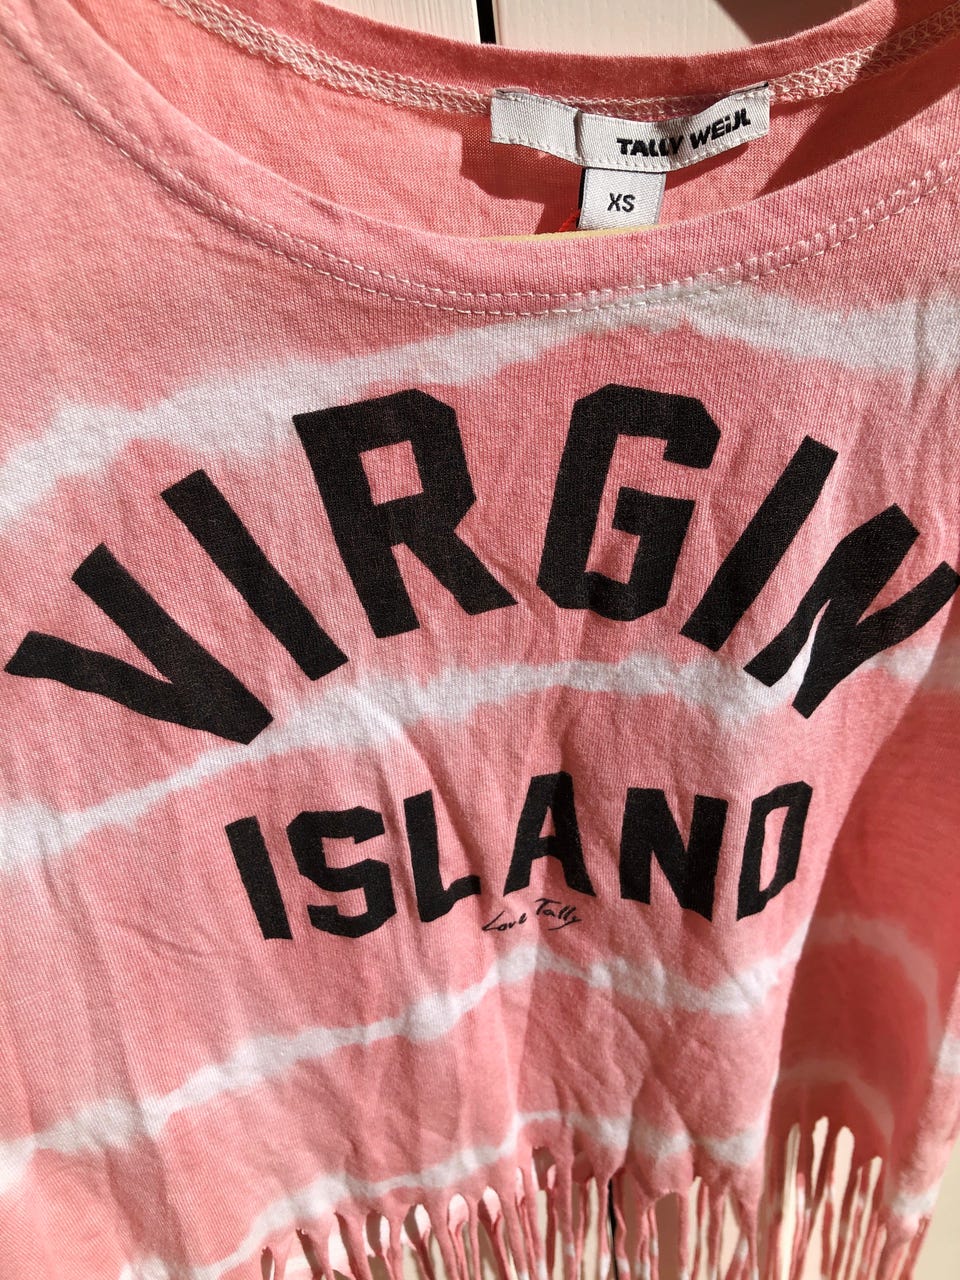 TALLY WEiJL
XS
VIRGIN
ISLAND
Love Tally